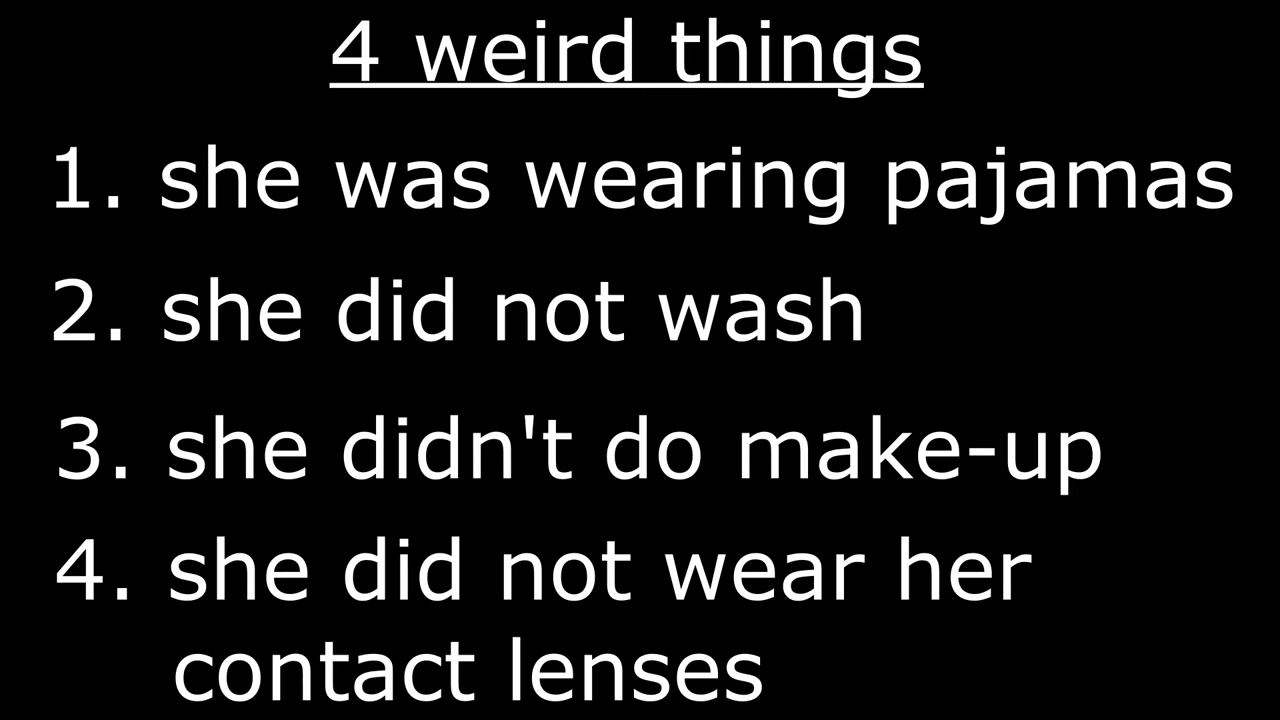 4 weird things
1. she was wearing pajamas
2. she did not wash
3. she didn't do make-up
4. she did not wear her
contact lenses